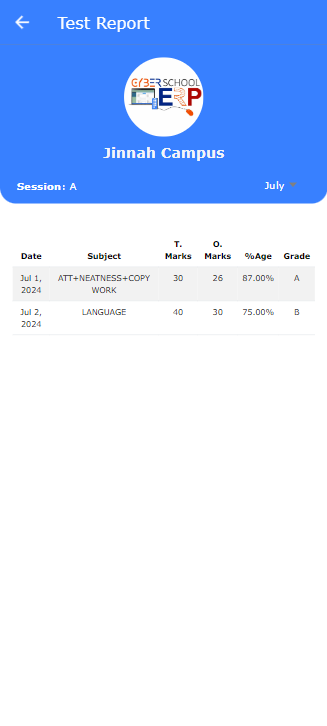 Test Report
CYBER SCHOOL
ERP
Jinnah Campus
Session: A
July
Date Subject T. Marks O. Marks %Age Grade
Jul 1, 2024 ATT+NEATNESS+COPY WORK 30 26 87.00% A
Jul 2, 2024 LANGUAGE 40 30 75.00% B